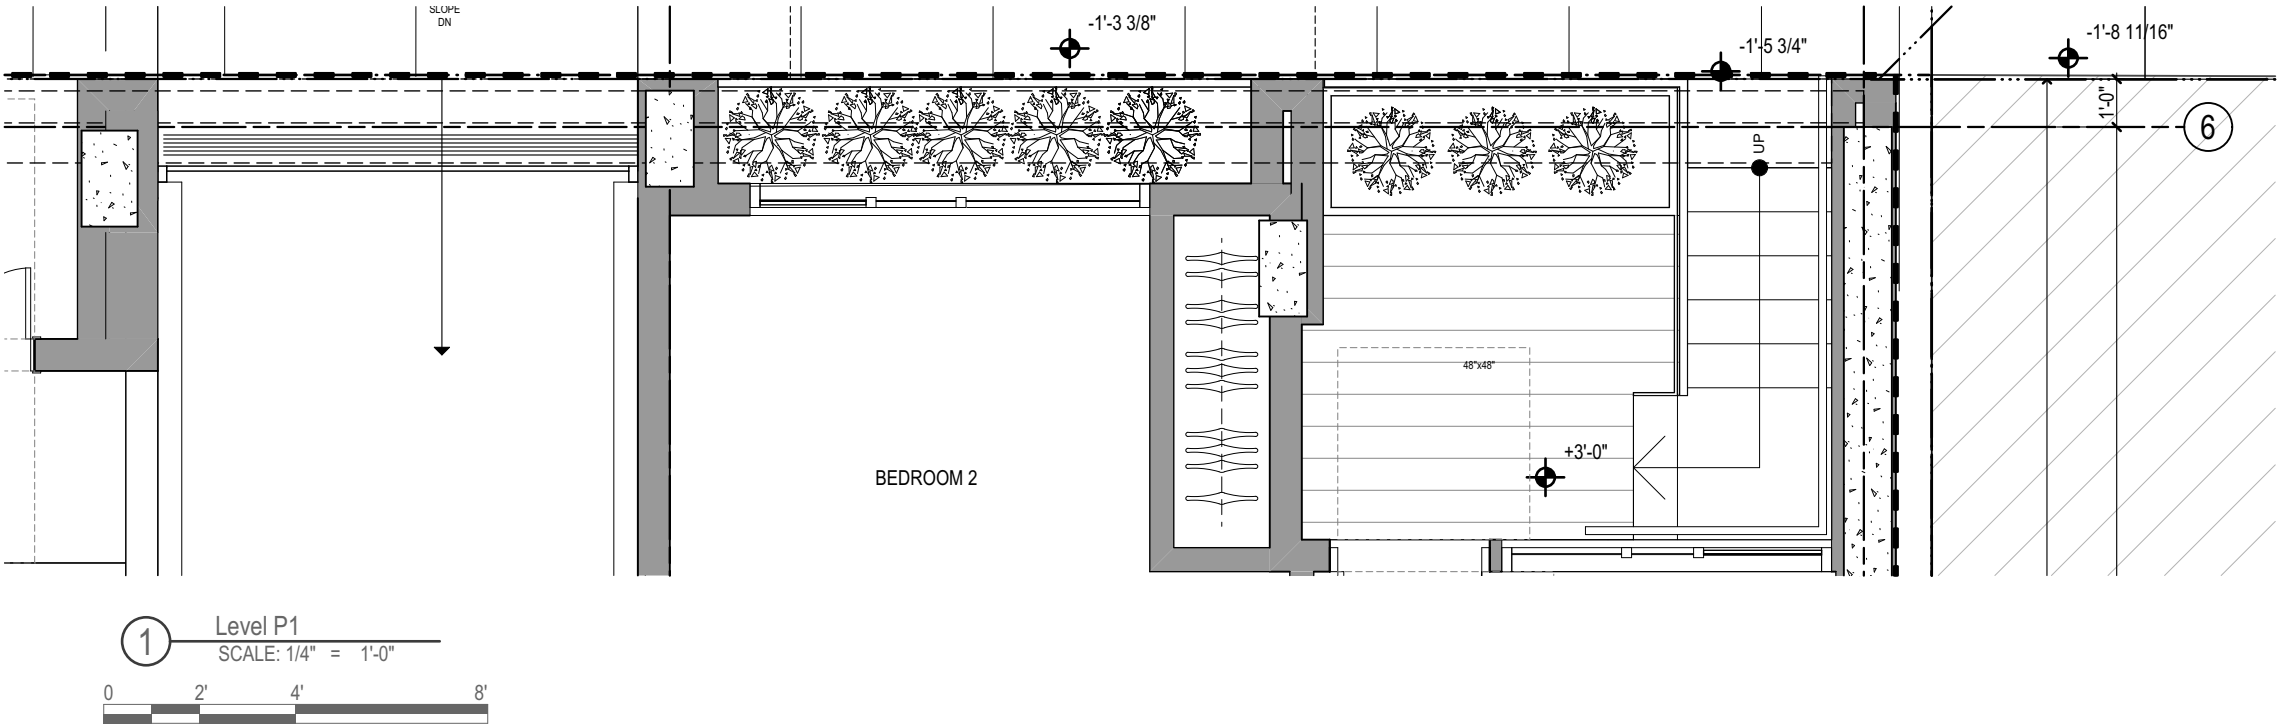 SLOPE
DN
-1'-3 3/8"
-1'-5 3/4"
-1'-8 11/16"
1'-0"
6
UP
48"x48"
+3'-0"
BEDROOM 2
1
Level P1
SCALE: 1/4" = 1'-0"
0 2' 4' 8'